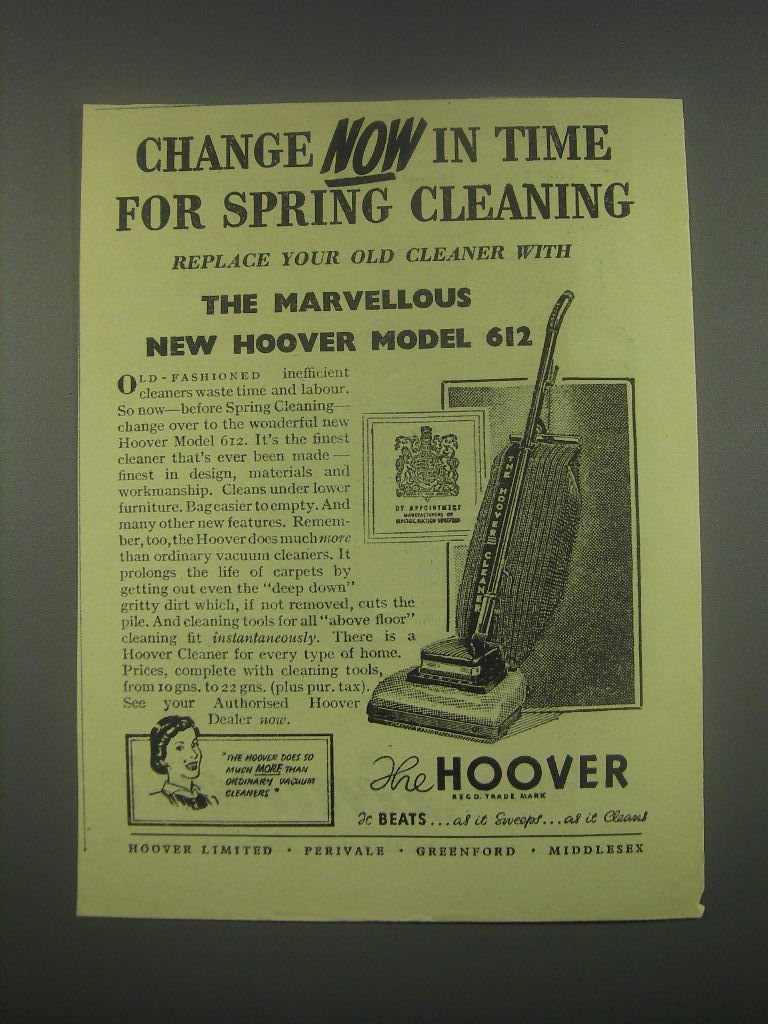 CHANGE NOW IN TIME
FOR SPRING CLEANING
REPLACE YOUR OLD CLEANER WITH
THE MARVELLOUS
NEW HOOVER MODEL 612
OLD-FASHIONED inefficient
cleaners waste time and labour.
So now—before Spring Cleaning—
change over to the wonderful new
Hoover Model 612. It's the finest
cleaner that's ever been made —
finest in design, materials and
workmanship. Cleans under lower
furniture. Bag easier to empty. And
many other new features. Remem-
ber, too, the Hoover does much more
than ordinary vacuum cleaners. It
prolongs the life of carpets by
getting out even the "deep down"
gritty dirt which, if not removed, cuts the
pile. And cleaning tools for all "above floor"
cleaning fit instantaneously. There is a
Hoover Cleaner for every type of home.
Prices, complete with cleaning tools,
from 10 gns. to 22 gns. (plus pur. tax).
See your Authorised Hoover
Dealer now.
BY APPOINTMENT
MANUFACTURERS OF
ELECTRIC SUCTION SWEEPERS
THE HOOVER CLEANER
"THE HOOVER DOES SO
MUCH MORE THAN
ORDINARY VACUUM
CLEANERS"
The HOOVER
REGD. TRADE MARK
It BEATS...as it Sweeps...as it Cleans
HOOVER LIMITED • PERIVALE • GREENFORD • MIDDLESEX